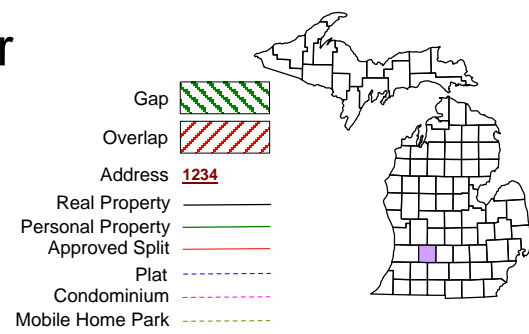 r
Gap
Overlap
Address 1234
Real Property
Personal Property
Approved Split
Plat
Condominium
Mobile Home Park